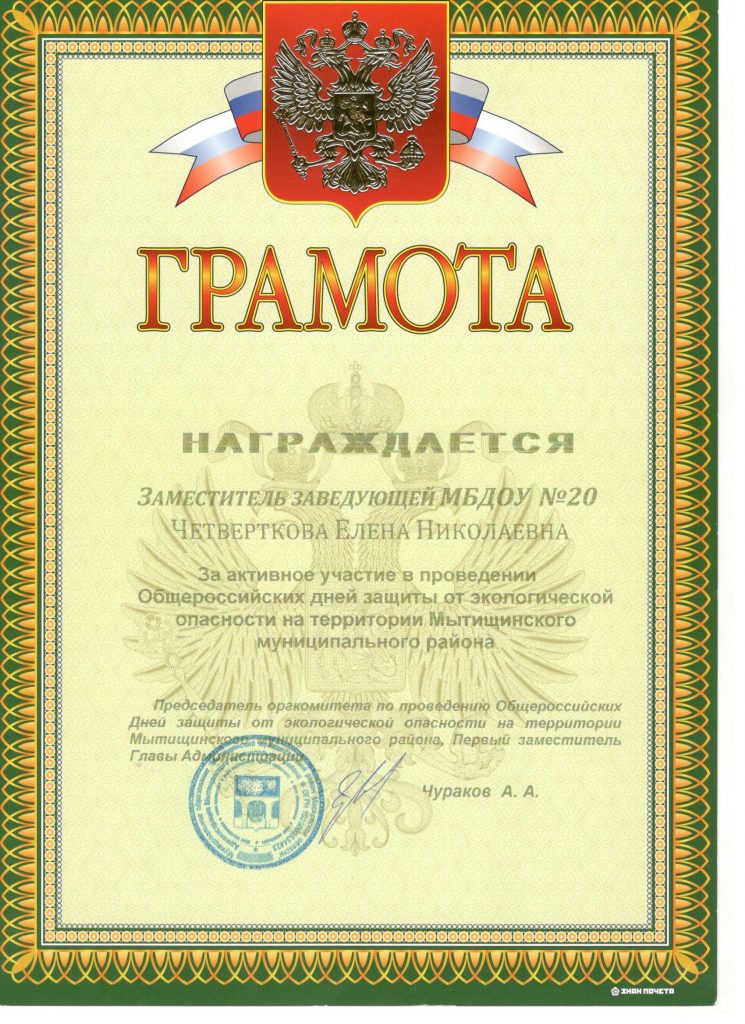 ГРАМОТА
НАГРАЖДАЕТСЯ
Заместитель заведующей МБДОУ №20
Четверткова Елена Николаевна
За активное участие в проведении
Общероссийских дней защиты от экологической
опасности на территории Мытищинского
муниципального района
Председатель оргкомитета по проведению Общероссийских
Дней защиты от экологической опасности на территории
Мытищинского муниципального района, Первый заместитель
Главы Администрации
Чураков А. А.
ЗНАК ПОЧЕТА